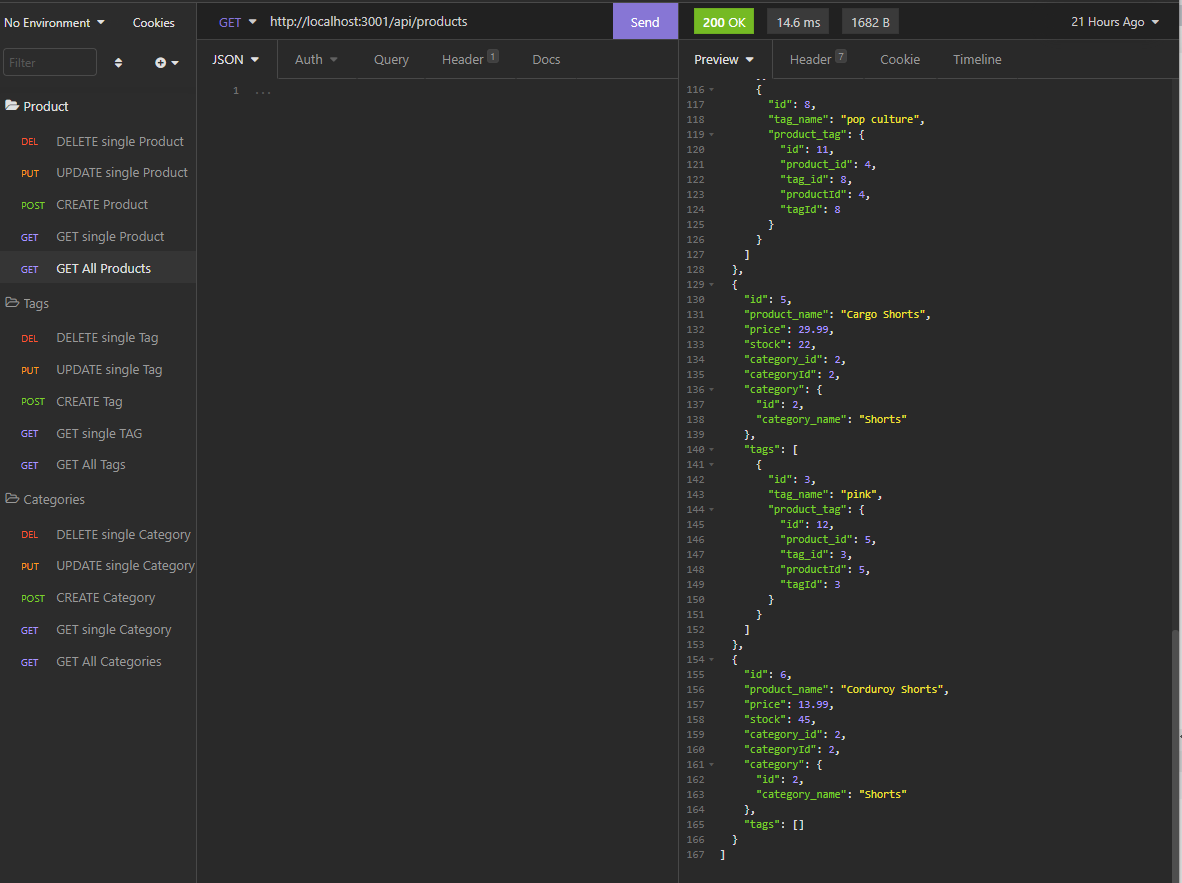 No Environment Cookies
Filter
Product
DEL DELETE single Product
PUT UPDATE single Product
POST CREATE Product
GET GET single Product
GET GET All Products
Tags
DEL DELETE single Tag
PUT UPDATE single Tag
POST CREATE Tag
GET GET single TAG
GET GET All Tags
Categories
DEL DELETE single Category
PUT UPDATE single Category
POST CREATE Category
GET GET single Category
GET GET All Categories
GET http://localhost:3001/api/products Send
JSON Auth Query Header 1 Docs
1 ...
200 OK 14.6 ms 1682 B 21 Hours Ago
Preview Header 7 Cookie Timeline
116 {
117 "id": 8,
118 "tag_name": "pop culture",
119 "product_tag": {
120 "id": 11,
121 "product_id": 4,
122 "tag_id": 8,
123 "productId": 4,
124 "tagId": 8
125 }
126 }
127 ]
128 },
129 {
130 "id": 5,
131 "product_name": "Cargo Shorts",
132 "price": 29.99,
133 "stock": 22,
134 "category_id": 2,
135 "categoryId": 2,
136 "category": {
137 "id": 2,
138 "category_name": "Shorts"
139 },
140 "tags": [
141 {
142 "id": 3,
143 "tag_name": "pink",
144 "product_tag": {
145 "id": 12,
146 "product_id": 5,
147 "tag_id": 3,
148 "productId": 5,
149 "tagId": 3
150 }
151 }
152 ]
153 },
154 {
155 "id": 6,
156 "product_name": "Corduroy Shorts",
157 "price": 13.99,
158 "stock": 45,
159 "category_id": 2,
160 "categoryId": 2,
161 "category": {
162 "id": 2,
163 "category_name": "Shorts"
164 },
165 "tags": []
166 }
167 ]